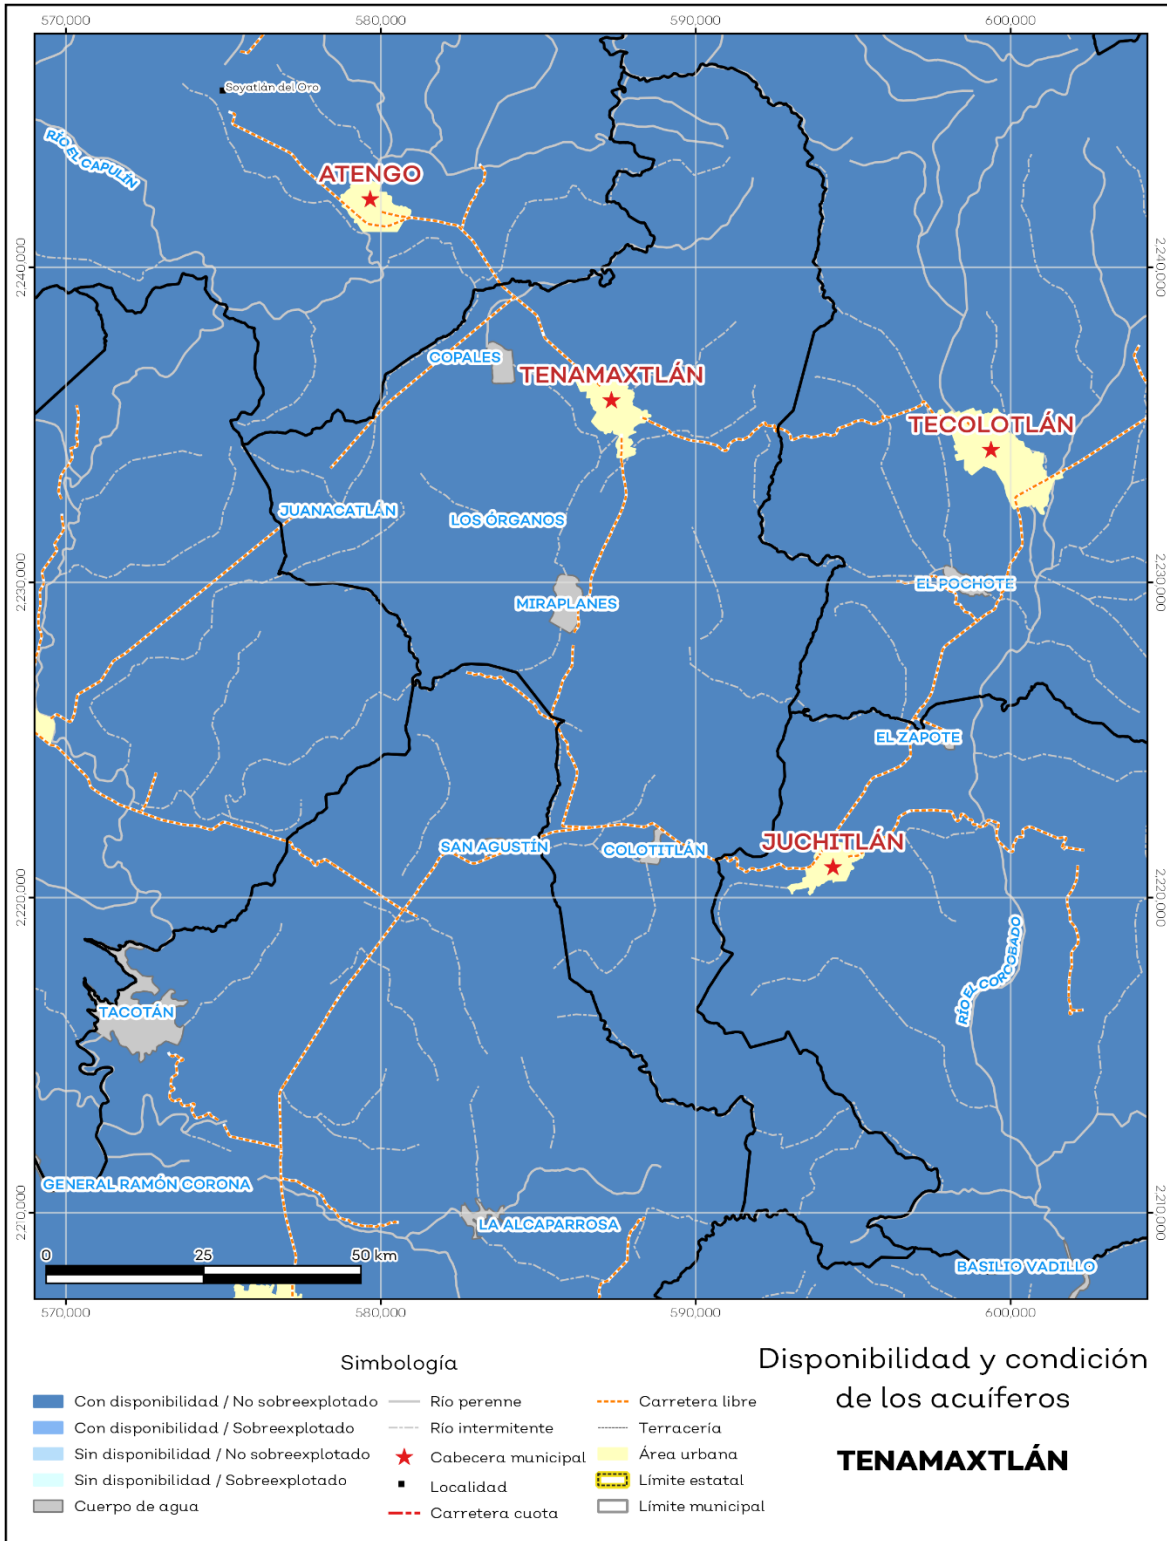 570,000
580,000
590,000
600,000
Soyatlán del Oro
RÍO EL CAPULÍN
ATENGO
2,240,000
2,240,000
COPALES
TENAMAXTLÁN
TECOLOTLÁN
JUANACATLÁN
LOS ÓRGANOS
2,230,000
2,230,000
EL POCHOTE
MIRAPLANES
EL ZAPOTE
SAN AGUSTÍN
COLOTITLÁN
JUCHITLÁN
2,220,000
2,220,000
RÍO EL CORCOBADO
TACOTÁN
GENERAL RAMÓN CORONA
2,210,000
2,210,000
LA ALCAPARROSA
0
25
50 km
BASILIO VADILLO
570,000
580,000
590,000
600,000
Simbología
Con disponibilidad / No sobreexplotado
Con disponibilidad / Sobreexplotado
Sin disponibilidad / No sobreexplotado
Sin disponibilidad / Sobreexplotado
Cuerpo de agua
Río perenne
Río intermitente
Cabecera municipal
Localidad
Carretera cuota
Carretera libre
Terracería
Área urbana
Límite estatal
Límite municipal
Disponibilidad y condición
de los acuíferos
TENAMAXTLÁN